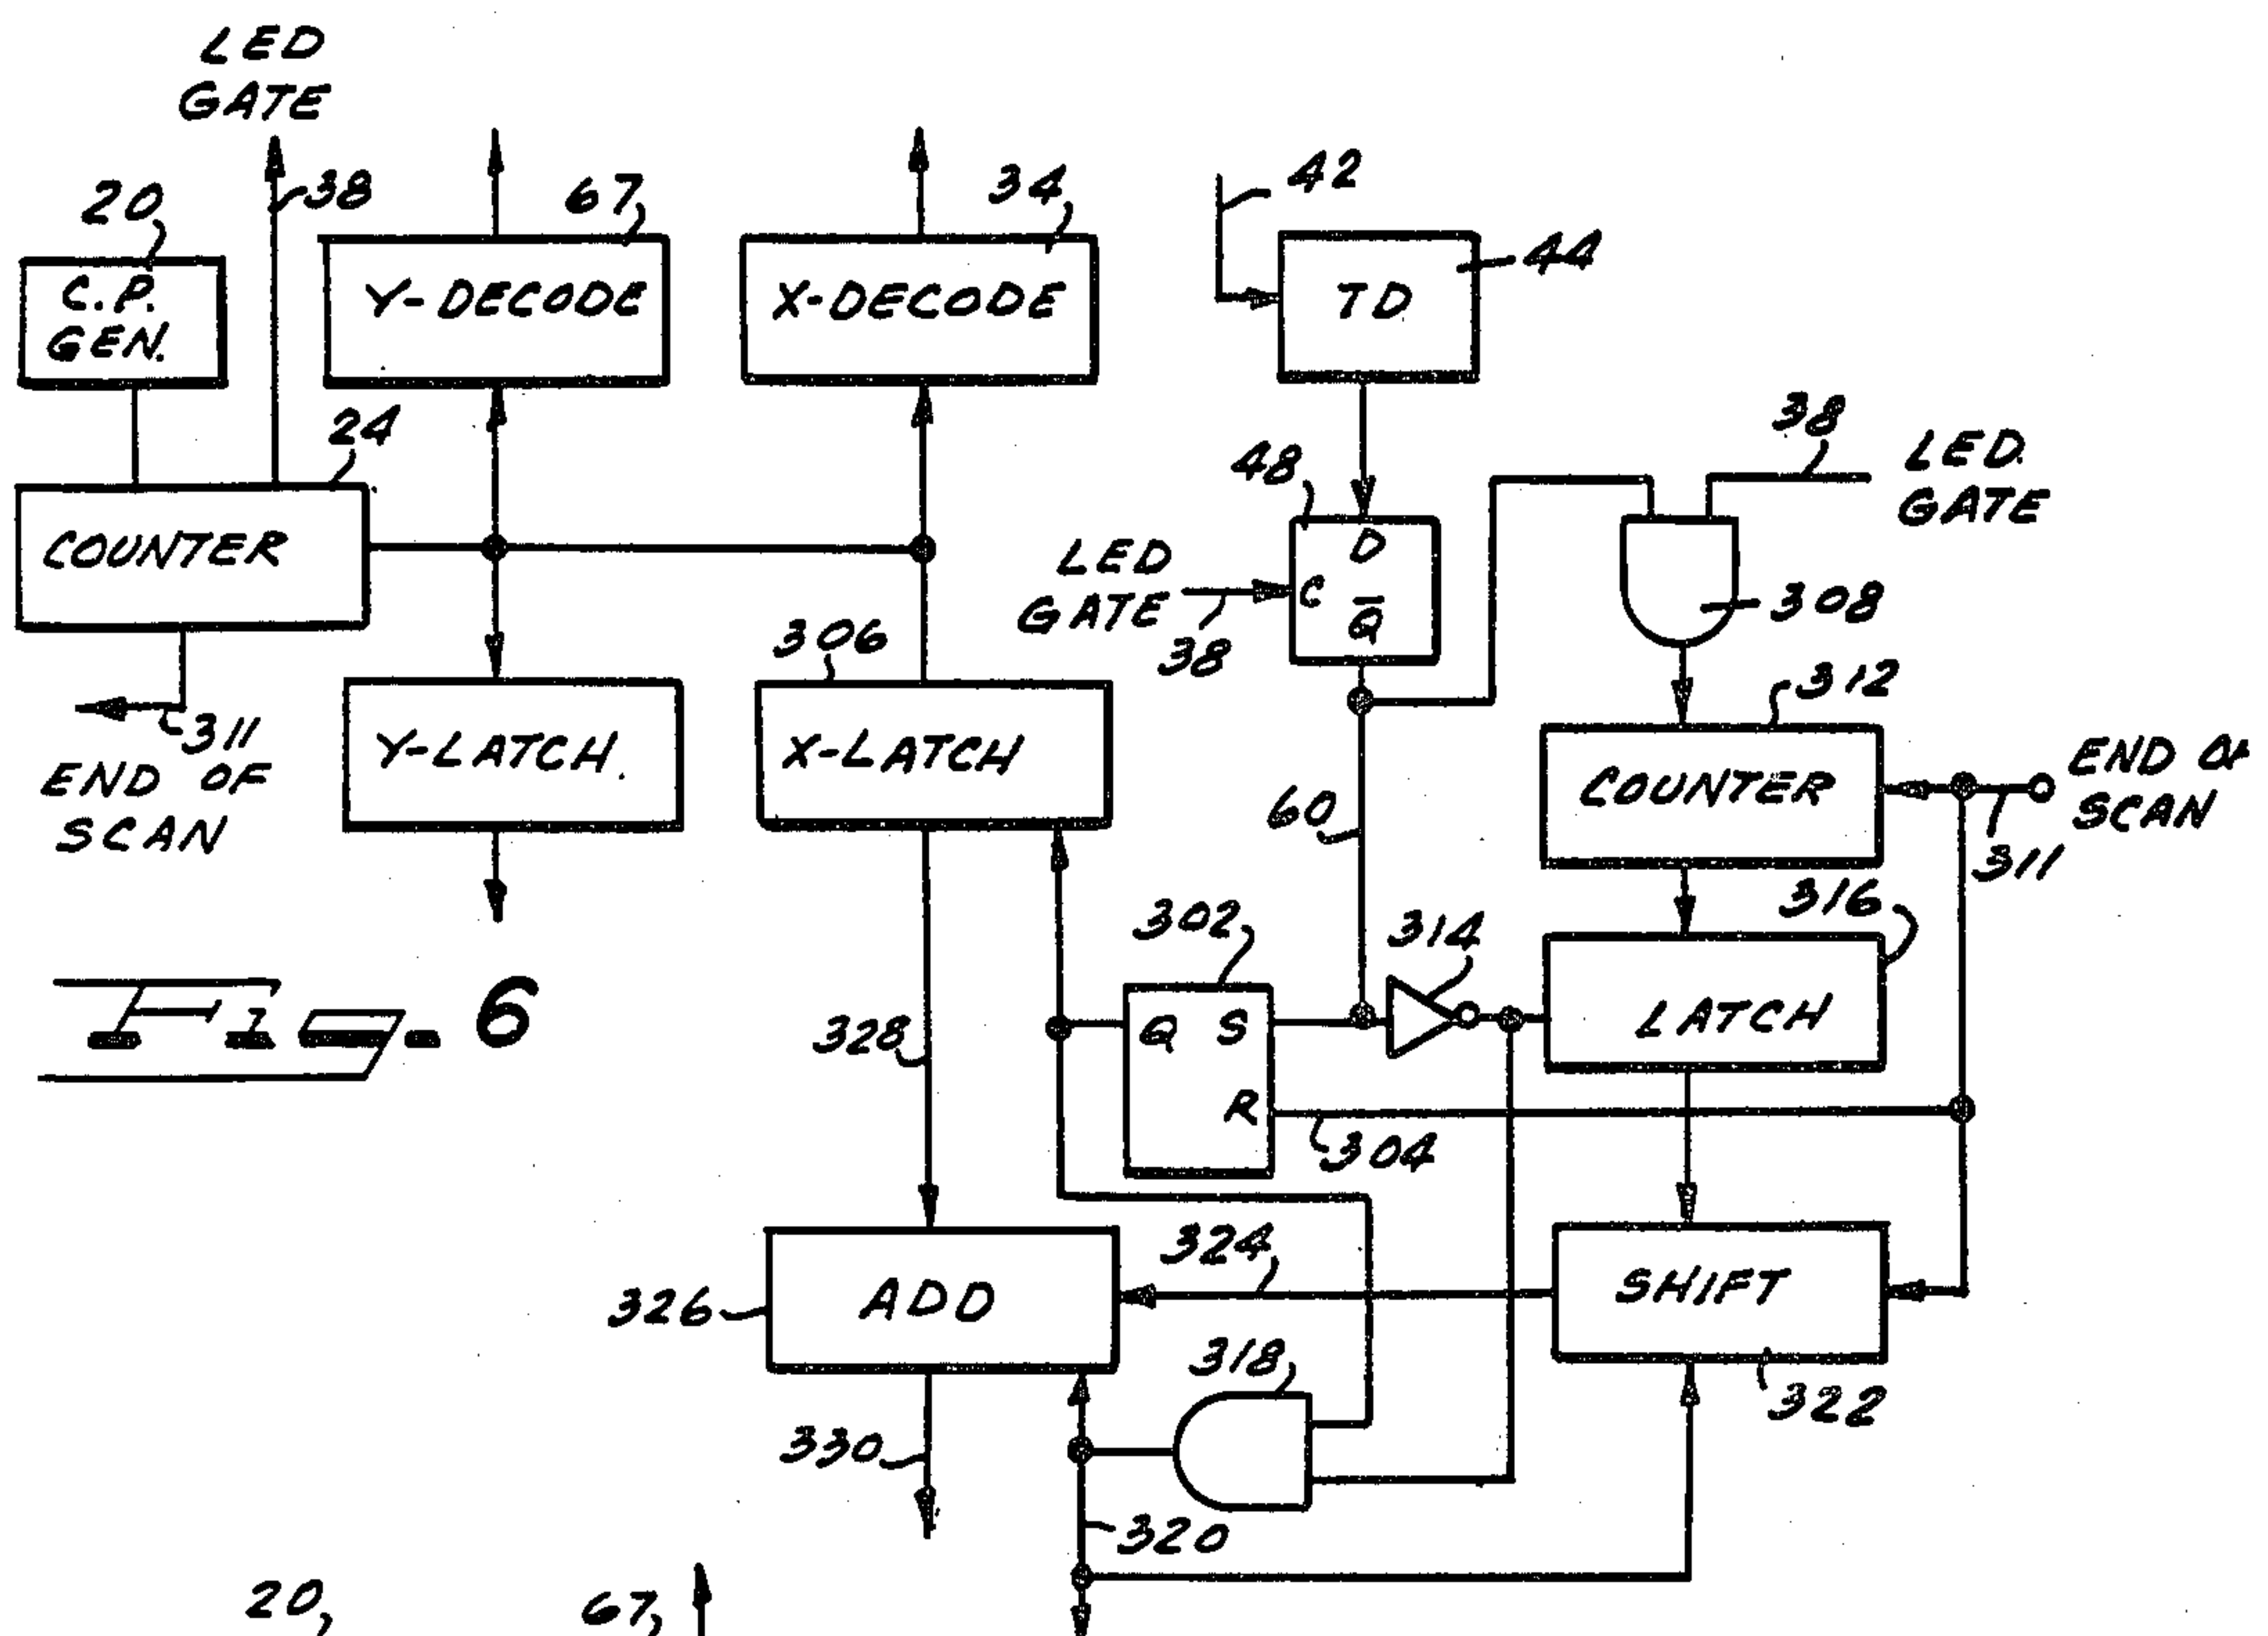 LED
GATE
20
38
67
34
42
C.P.
GEN.
Y-DECODE
X-DECODE
TD
44
24
48
38
LED
GATE
COUNTER
LED
GATE
38
D
C
Q̅
308
306
312
311
END OF
SCAN
Y-LATCH
X-LATCH
60
COUNTER
END OF
SCAN
311
316
302
314
Fig. 6
328
Q S
R
LATCH
304
324
326
ADD
SHIFT
318
322
330
320
20
67